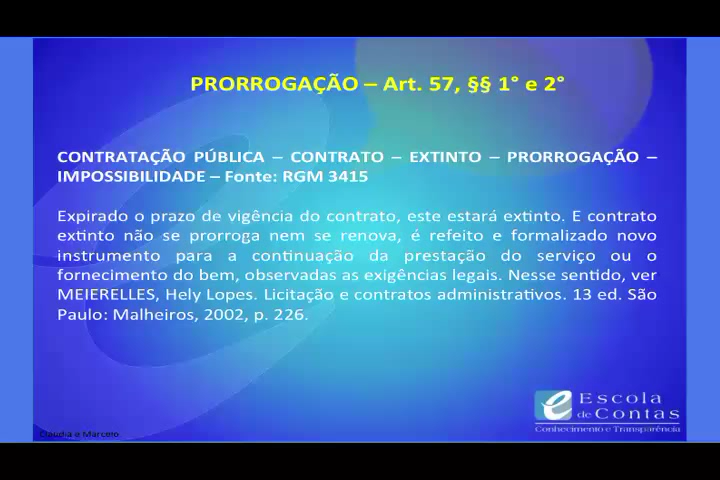 PRORROGAÇÃO – Art. 57, §§ 1° e 2°
CONTRATAÇÃO PÚBLICA – CONTRATO – EXTINTO – PRORROGAÇÃO –
IMPOSSIBILIDADE – Fonte: RGM 3415
Expirado o prazo de vigência do contrato, este estará extinto. E contrato
extinto não se prorroga nem se renova, é refeito e formalizado novo
instrumento para a continuação da prestação do serviço ou o
fornecimento do bem, observadas as exigências legais. Nesse sentido, ver
MEIERELLES, Hely Lopes. Licitação e contratos administrativos. 13 ed. São
Paulo: Malheiros, 2002, p. 226.
Escola
de Contas
Conhecimento e Transparência
Cláudia e Marcelo